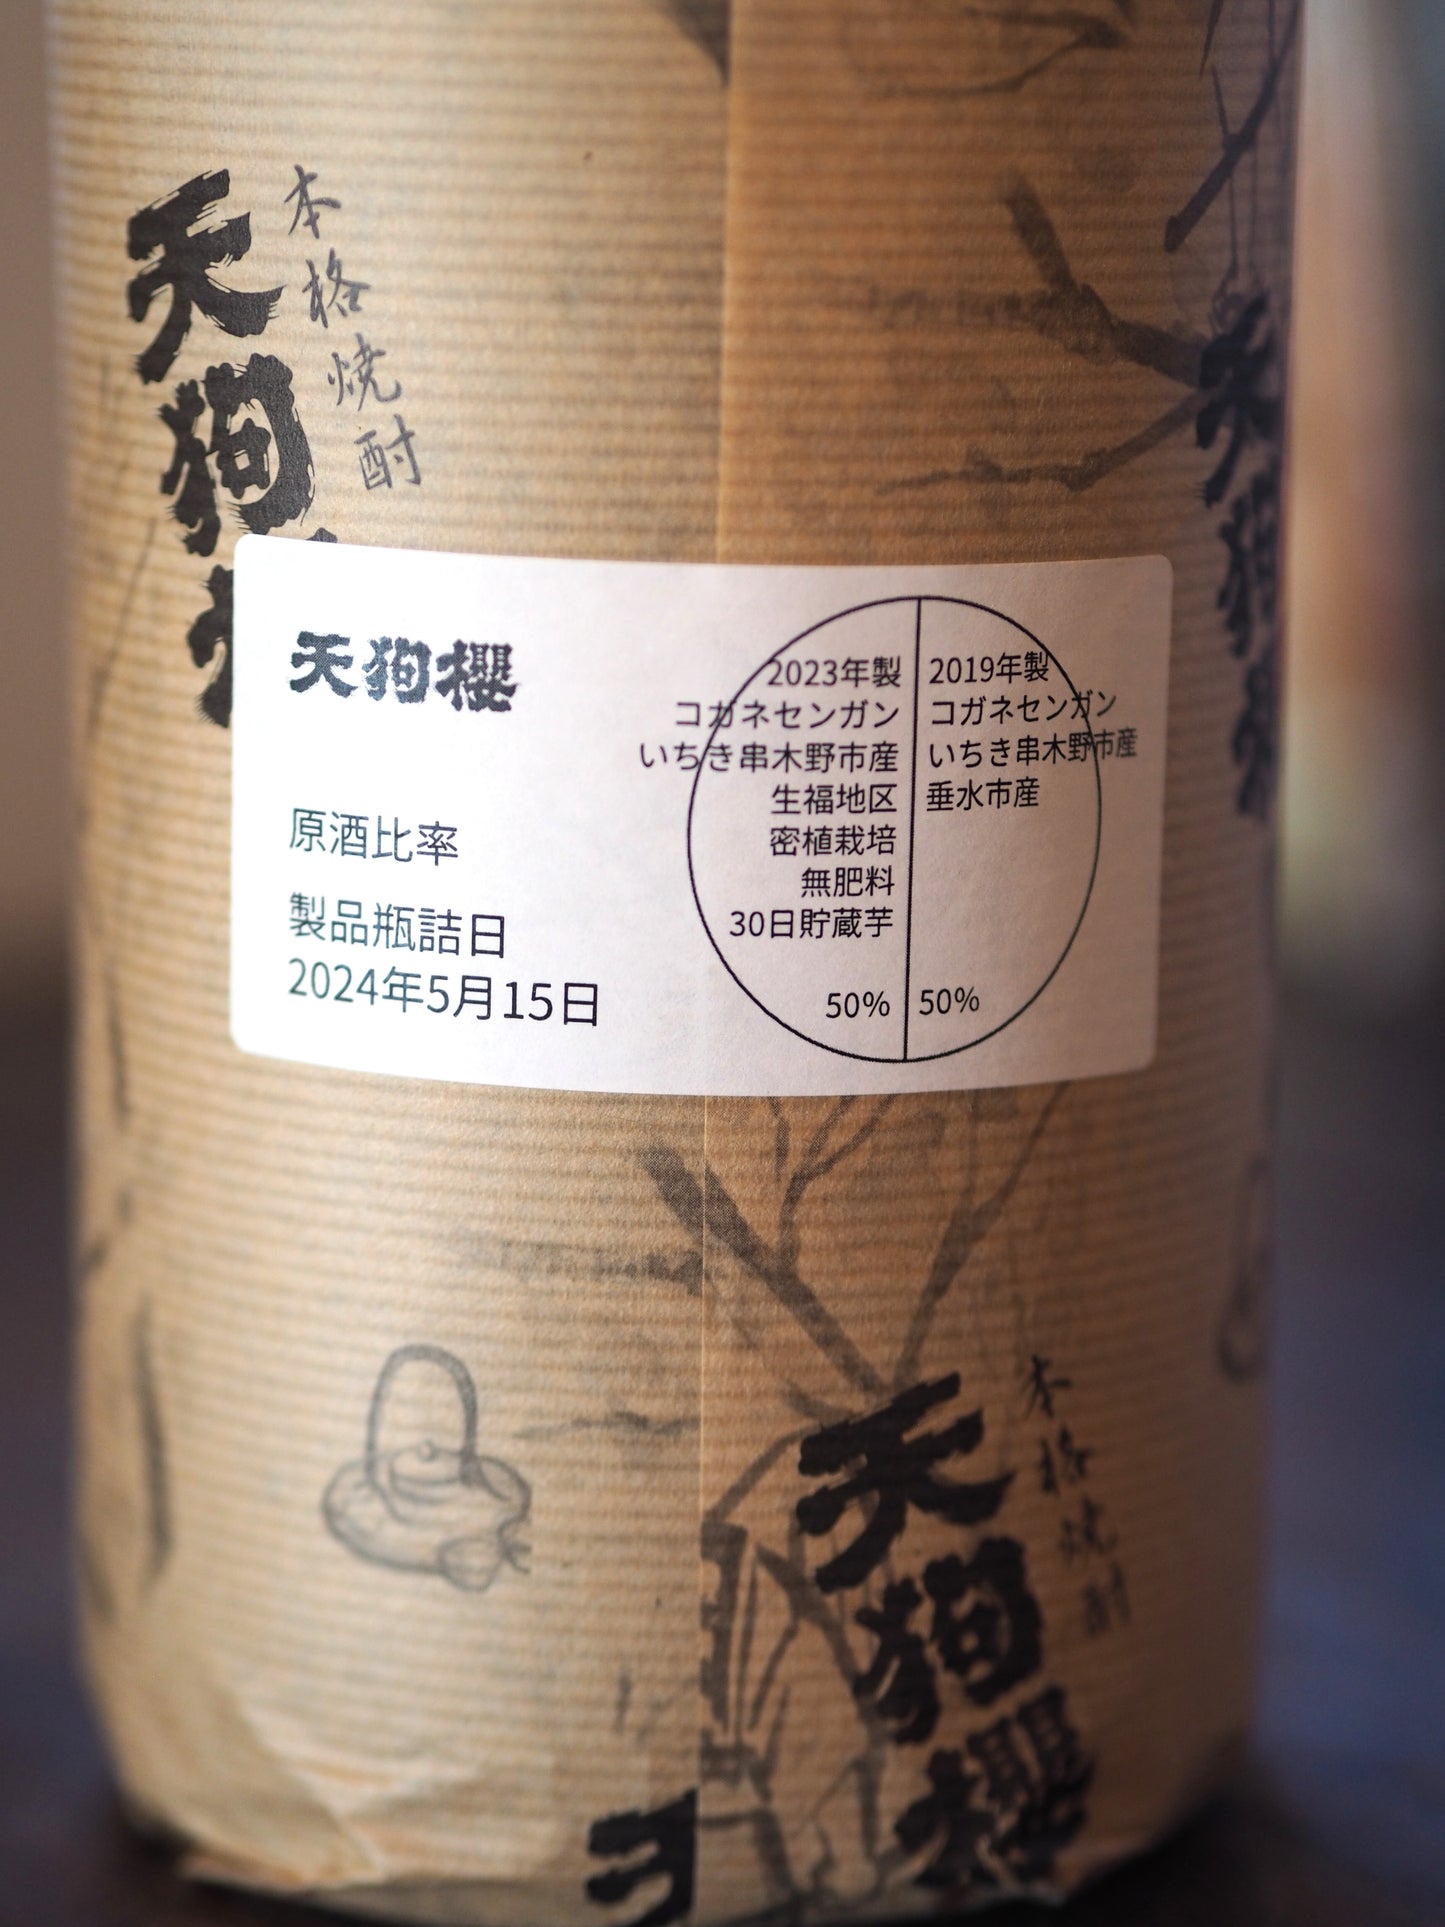 本格焼酎
天狗
天狗櫻
原酒比率
製品瓶詰日
2024年5月15日
2023年製
コガネセンガン
いちき串木野市産
生福地区
密植栽培
無肥料
30日貯蔵芋
50%
2019年製
コガネセンガン
いちき串木野市産
垂水市産
50%
天狗櫻
本格焼酎
天狗櫻